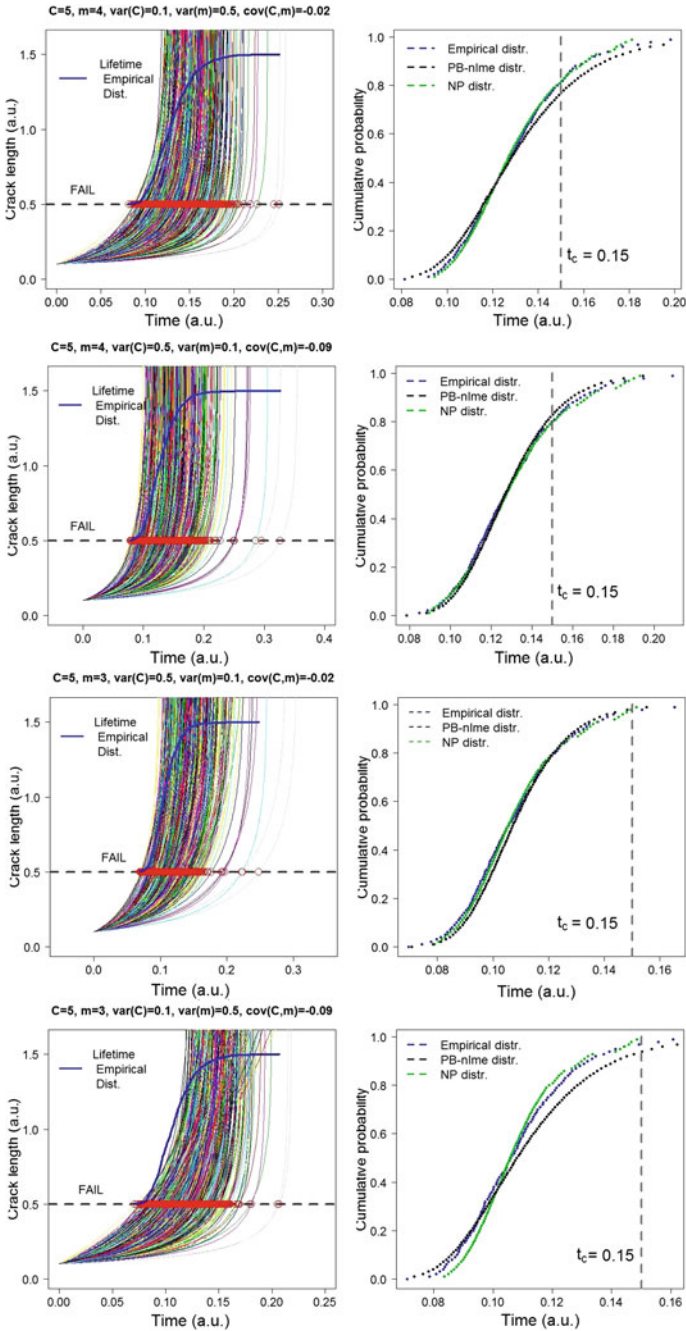 C=5, m=4, var(C)=0.1, var(m)=0.5, cov(C,m)=-0.02
Crack length (a.u.)
1.5
1.0
0.5
0.0
Lifetime
Empirical
Dist.
FAIL
0.00 0.05 0.10 0.15 0.20 0.25 0.30
Time (a.u.)
Cumulative probability
1.0
0.8
0.6
0.4
0.2
0.0
Empirical distr.
PB-nlme distr.
NP distr.
tc = 0.15
0.08 0.10 0.12 0.14 0.16 0.18 0.20
Time (a.u.)
C=5, m=4, var(C)=0.5, var(m)=0.1, cov(C,m)=-0.09
Crack length (a.u.)
1.5
1.0
0.5
0.0
Lifetime
Empirical
Dist.
FAIL
0.0 0.1 0.2 0.3 0.4
Time (a.u.)
Cumulative probability
1.0
0.8
0.6
0.4
0.2
0.0
Empirical distr.
PB-nlme distr.
NP distr.
tc = 0.15
0.08 0.10 0.12 0.14 0.16 0.18 0.20
Time (a.u.)
C=5, m=3, var(C)=0.5, var(m)=0.1, cov(C,m)=-0.02
Crack length (a.u.)
1.5
1.0
0.5
0.0
Lifetime
Empirical
Dist.
FAIL
0.0 0.1 0.2 0.3
Time (a.u.)
Cumulative probability
1.0
0.8
0.6
0.4
0.2
0.0
Empirical distr.
PB-nlme distr.
NP distr.
tc = 0.15
0.08 0.10 0.12 0.14 0.16
Time (a.u.)
C=5, m=3, var(C)=0.1, var(m)=0.5, cov(C,m)=-0.09
Crack length (a.u.)
1.5
1.0
0.5
0.0
Lifetime
Empirical
Dist.
FAIL
0.00 0.05 0.10 0.15 0.20 0.25
Time (a.u.)
Cumulative probability
1.0
0.8
0.6
0.4
0.2
0.0
Empirical distr.
PB-nlme distr.
NP distr.
tc= 0.15
0.08 0.10 0.12 0.14 0.16
Time (a.u.)